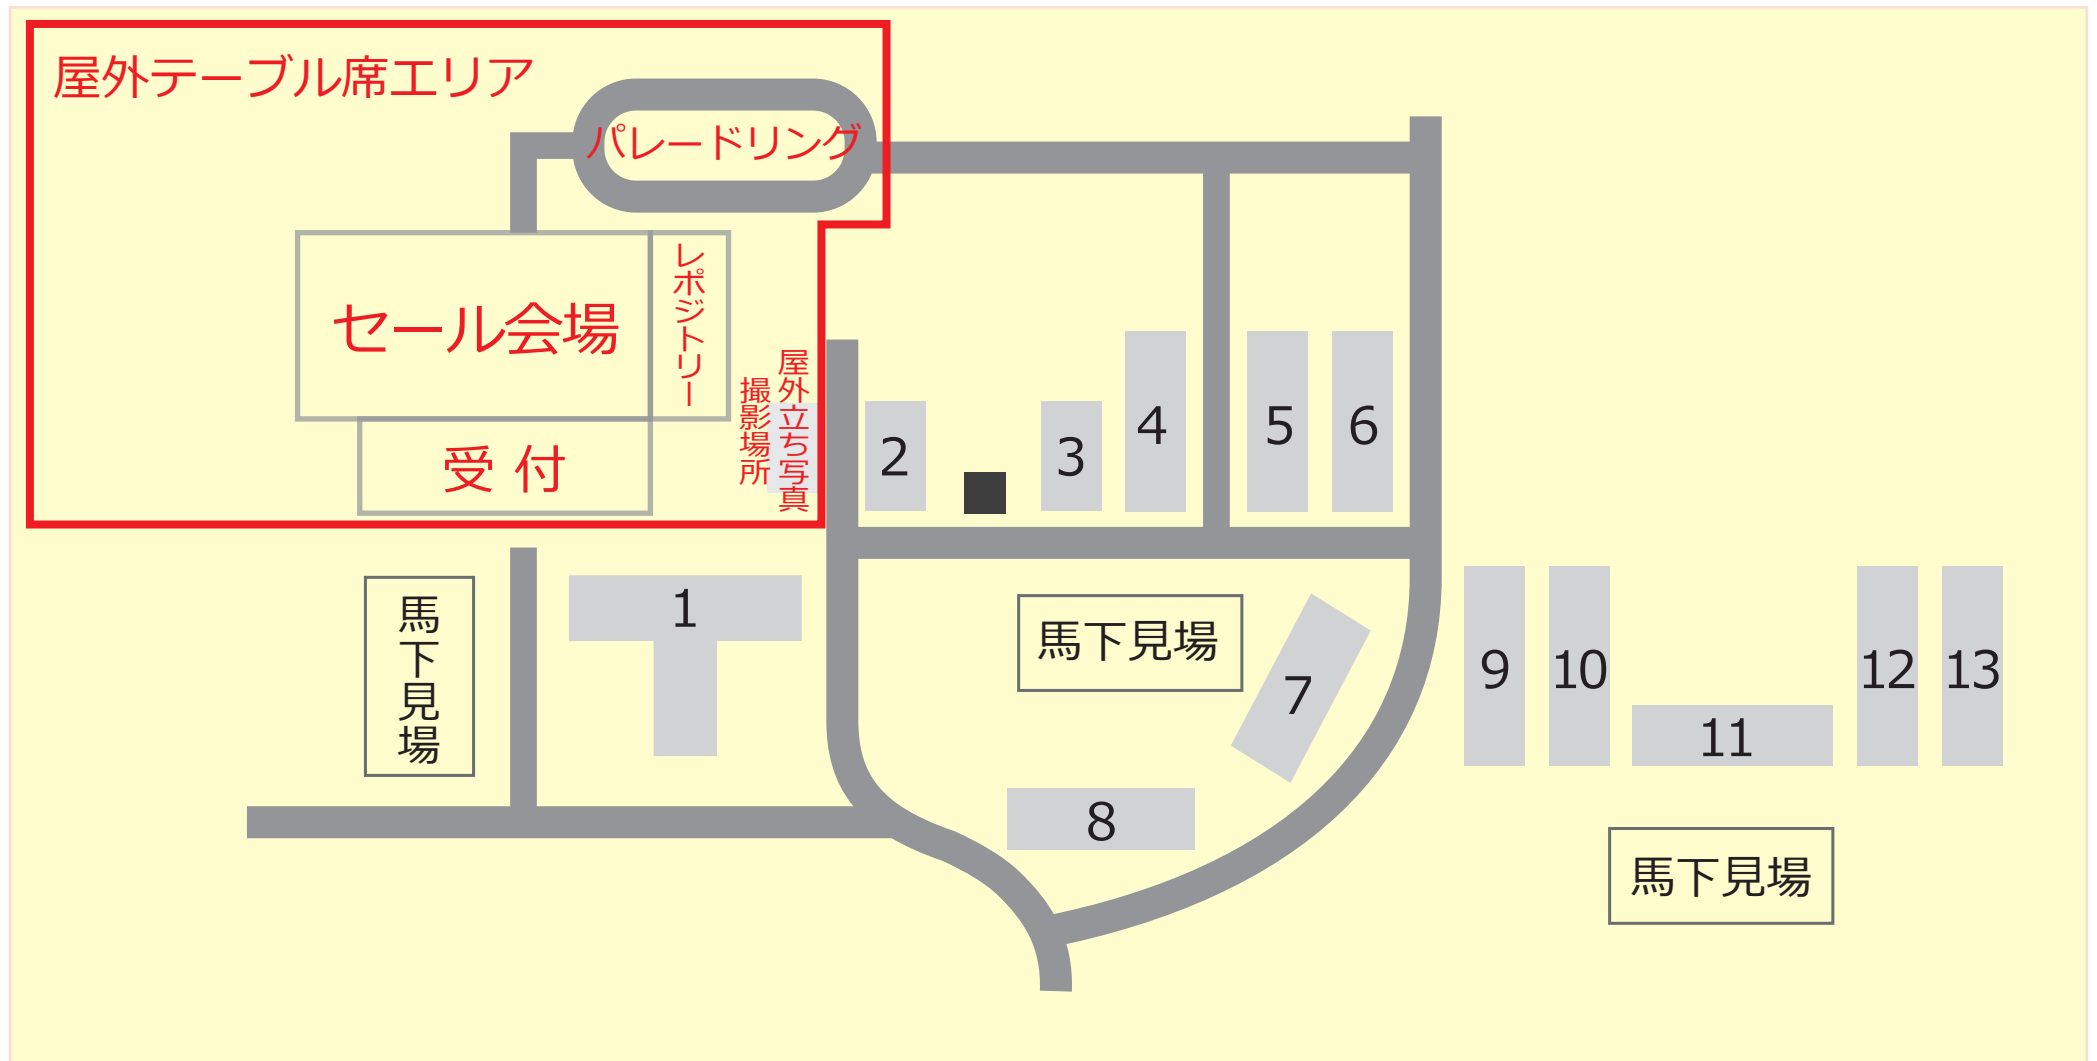 屋外テーブル席エリア
パレードリング
セール会場
レポジトリー
屋外立ち写真
撮影場所
受 付
2
3
4
5
6
馬下見場
1
馬下見場
7
8
9
10
11
12
13
馬下見場